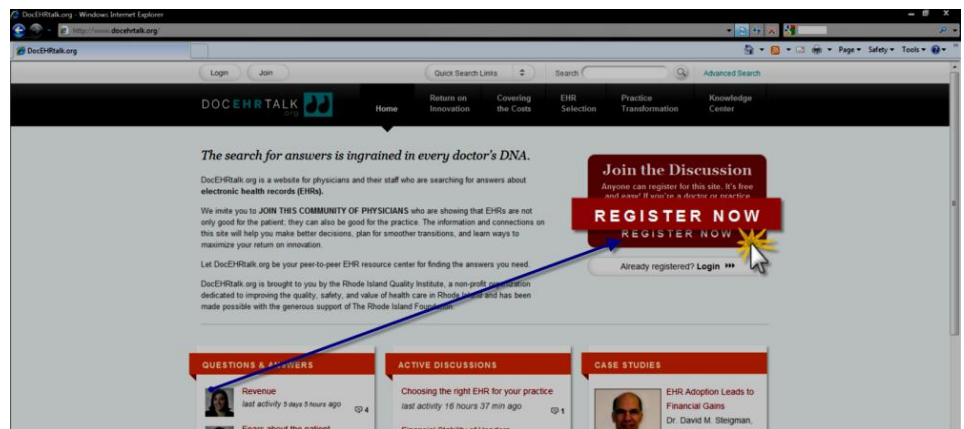 DocEHRtalk.org - Windows Internet Explorer
http://www.docehrtalk.org/
DocEHRtalk.org
Page
Safety
Tools
Login
Join
Quick Search Links
Search
Advanced Search
DOCEHRTALK
.org
Home
Return on
Innovation
Covering
the Costs
EHR
Selection
Practice
Transformation
Knowledge
Center
The search for answers is ingrained in every doctor's DNA.
DocEHRtalk.org is a website for physicians and their staff who are searching for answers about
electronic health records (EHRs).
We invite you to JOIN THIS COMMUNITY OF PHYSICIANS who are showing that EHRs are not
only good for the patient; they can also be good for the practice. The information and connections on
this site will help you make better decisions, plan for smoother transitions, and learn ways to
maximize your return on innovation.
Let DocEHRtalk.org be your peer-to-peer EHR resource center for finding the answers you need.
DocEHRtalk.org is brought to you by the Rhode Island Quality Institute, a non-profit organization
dedicated to improving the quality, safety, and value of health care in Rhode Island and has been
made possible with the generous support of The Rhode Island Foundation.
Join the Discussion
Anyone can register for this site. It's free
and easy! If you're a doctor or practice
REGISTER NOW
REGISTER NOW
Already registered? Login
QUESTIONS & ANSWERS
Revenue
last activity 5 days 5 hours ago
4
Fears about the patient
ACTIVE DISCUSSIONS
Choosing the right EHR for your practice
last activity 16 hours 37 min ago
1
Financial Stability of Vendors
CASE STUDIES
EHR Adoption Leads to
Financial Gains
Dr. David M. Steigman,